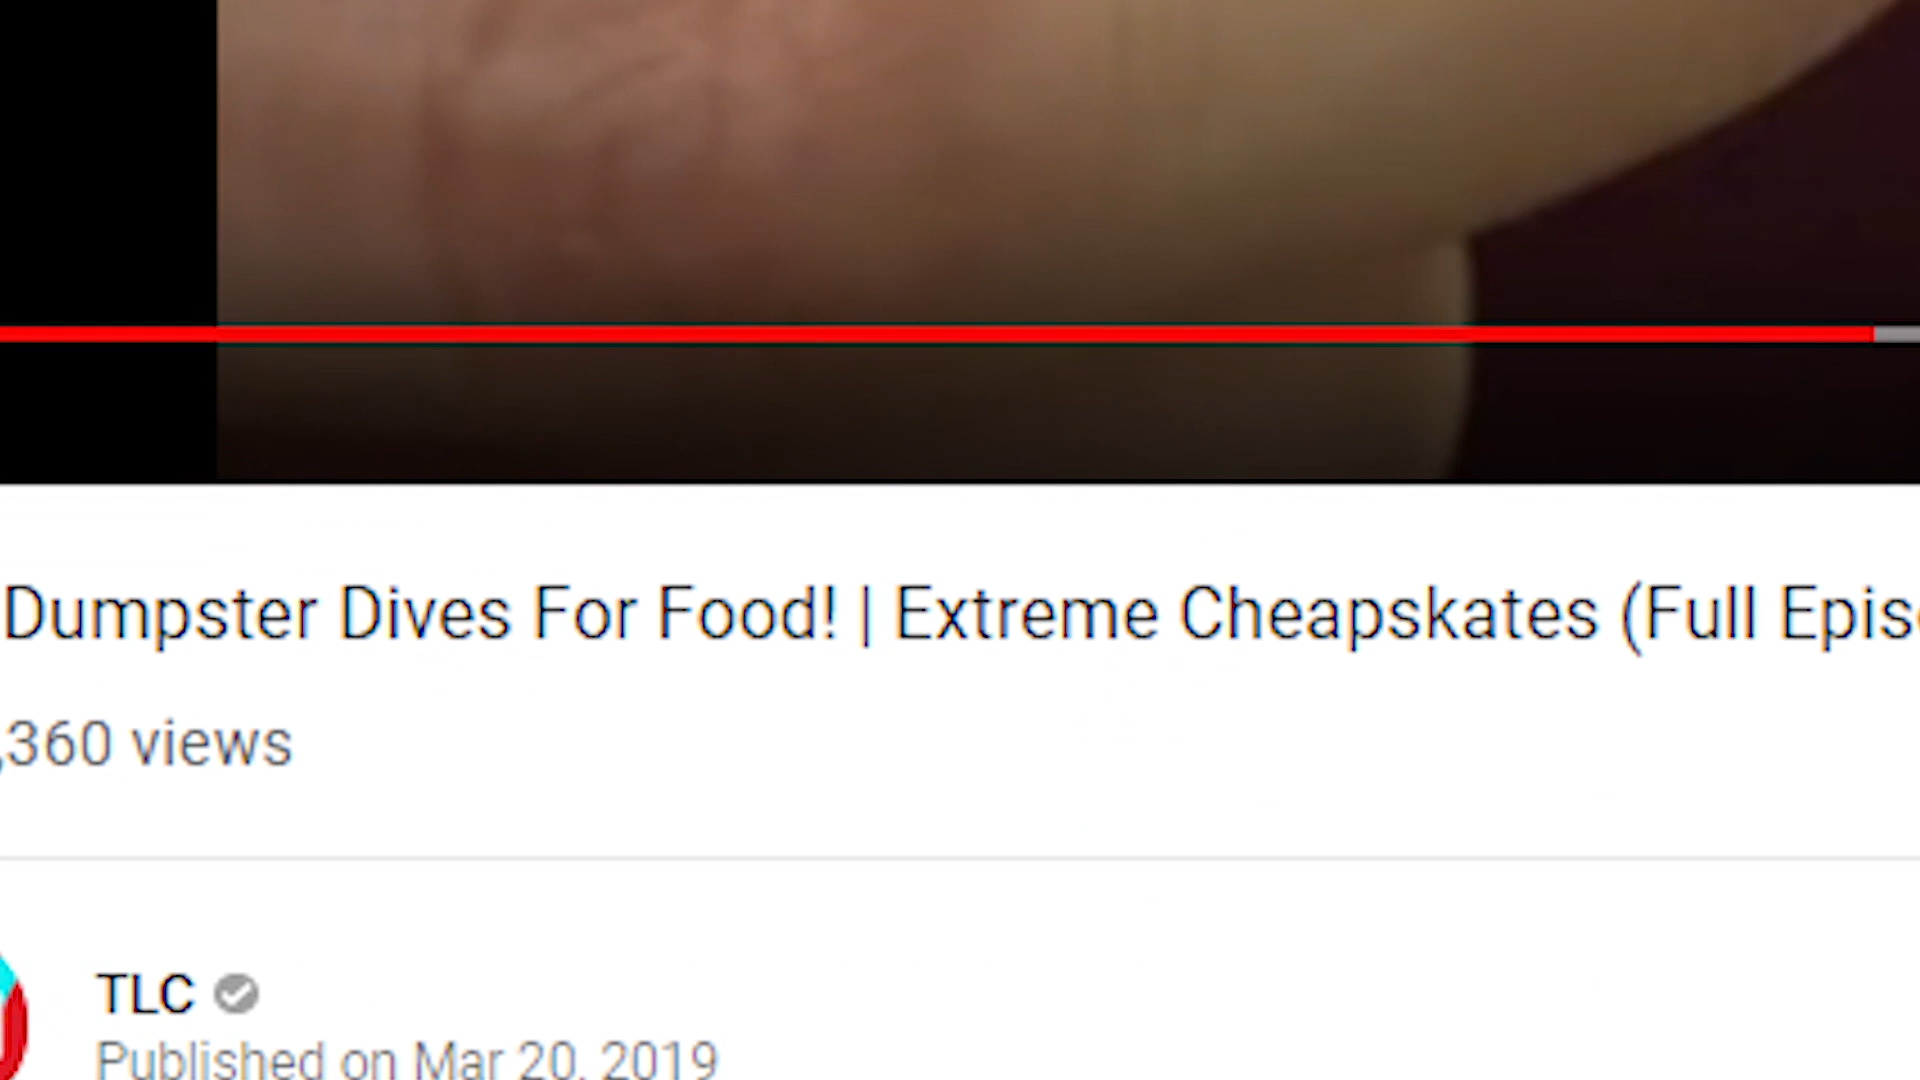 Dumpster Dives For Food! | Extreme Cheapskates (Full Epis
,360 views
TLC
Published on Mar 20, 2019